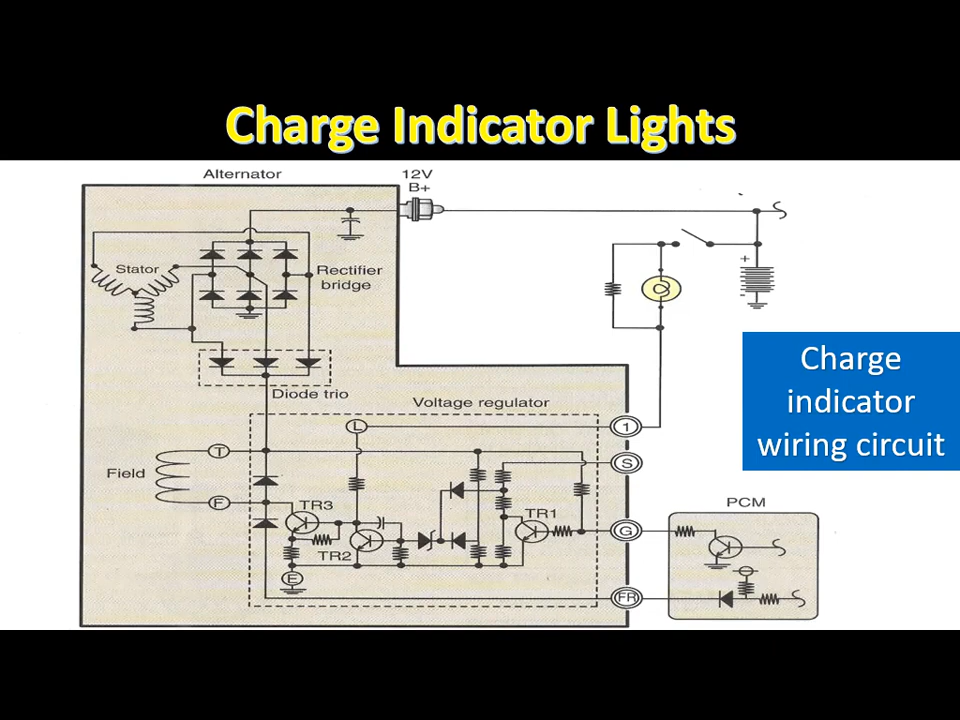 Charge Indicator Lights
Alternator
12V
B+
Stator
Rectifier
bridge
+
-
Diode trio
Voltage regulator
Charge
indicator
wiring circuit
L
1
T
S
Field
F
TR3
TR1
PCM
G
TR2
E
FR